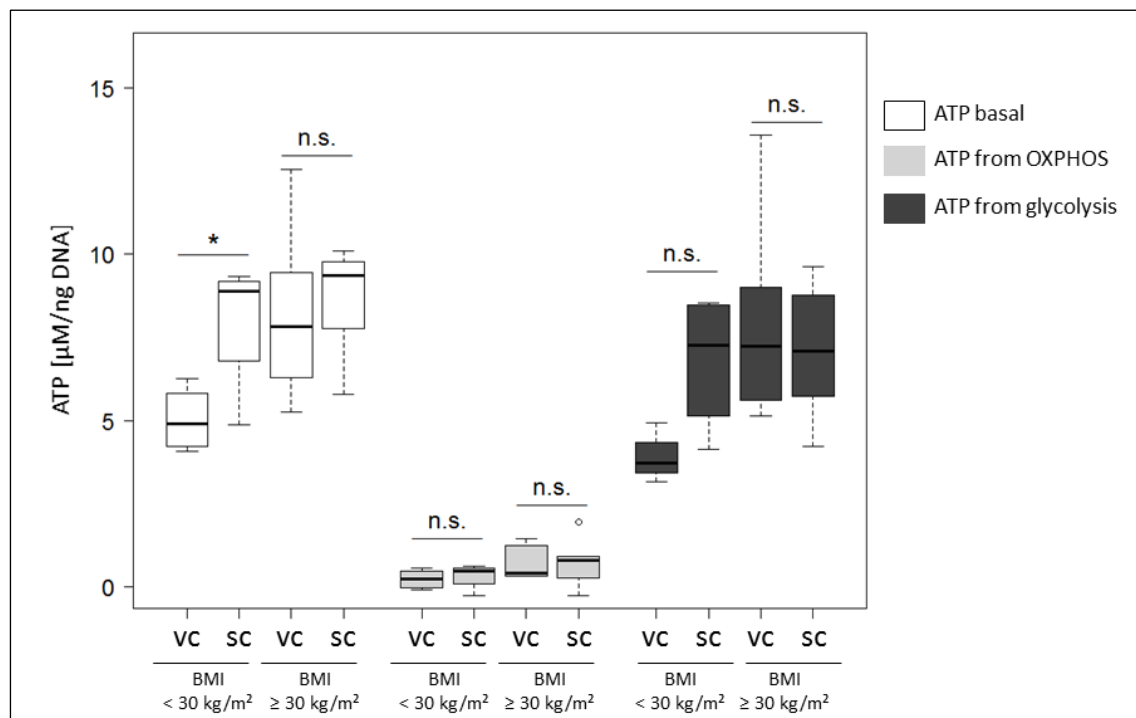 15
10
5
0
ATP [µM/ng DNA]
*
n.s.
n.s.
n.s.
n.s.
n.s.
ATP basal
ATP from OXPHOS
ATP from glycolysis
VC SC VC SC VC SC VC SC VC SC VC SC
BMI BMI BMI BMI BMI BMI
< 30 kg/m² ≥ 30 kg/m² < 30 kg/m² ≥ 30 kg/m² < 30 kg/m² ≥ 30 kg/m²